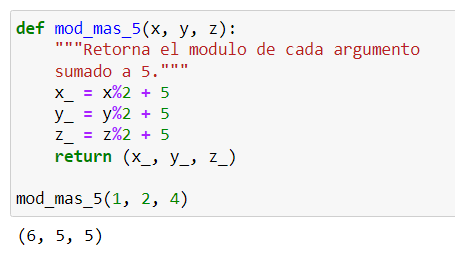 def mod_mas_5(x, y, z):
    """Retorna el modulo de cada argumento
    sumado a 5."""
    x_ = x%2 + 5
    y_ = y%2 + 5
    z_ = z%2 + 5
    return (x_, y_, z_)
mod_mas_5(1, 2, 4)
(6, 5, 5)